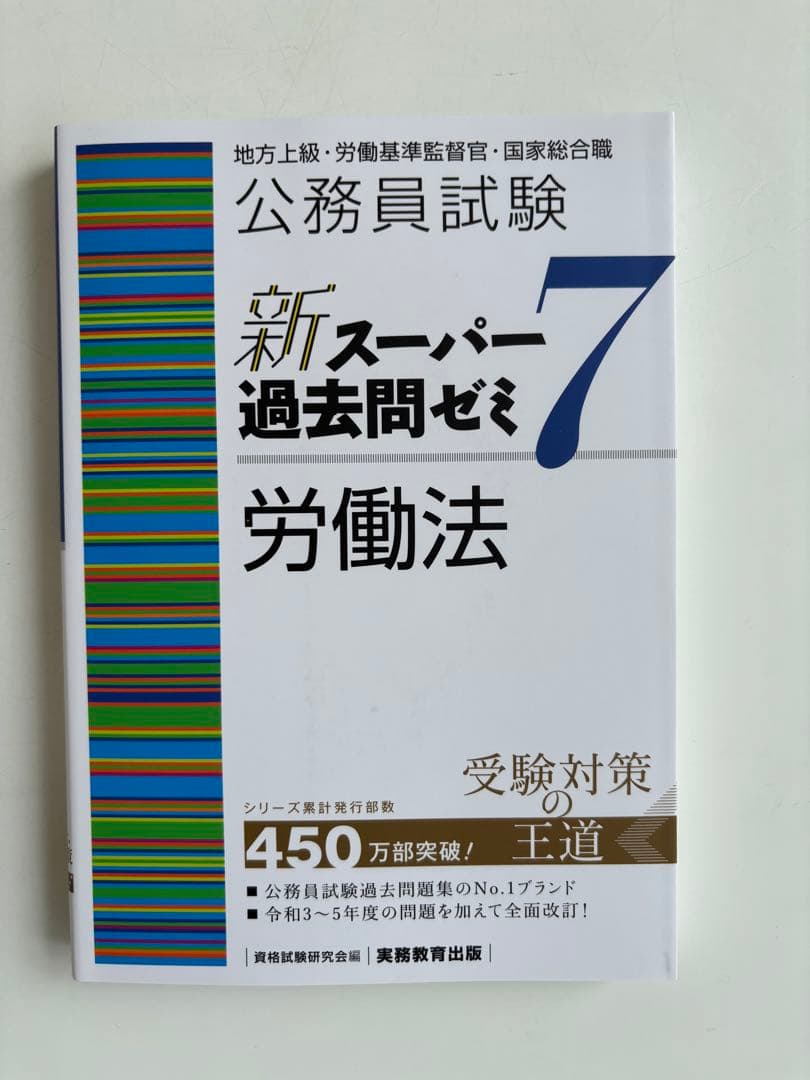 地方上級・労働基準監督官・国家総合職
公務員試験
新スーパー
過去問ゼミ
7
労働法
受験対策
の
王道
シリーズ累計発行部数
450万部突破!
■ 公務員試験過去問題集のNo.1ブランド
■ 令和3〜5年度の問題を加えて全面改訂!
資格試験研究会編
実務教育出版